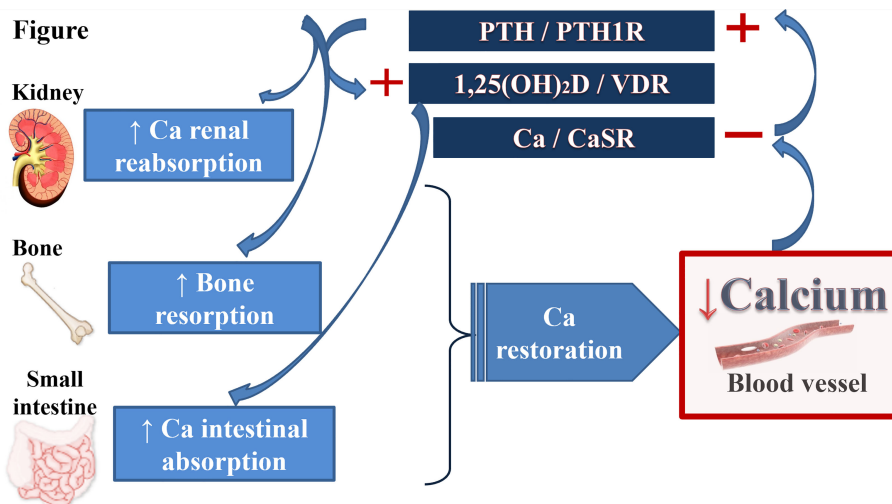 Figure
PTH / PTH1R
+
+
1,25(OH)₂D / VDR
Ca / CaSR
−
Kidney
↑ Ca renal
reabsorption
Bone
↑ Bone
resorption
Small
intestine
↑ Ca intestinal
absorption
Ca
restoration
↓Calcium
Blood vessel